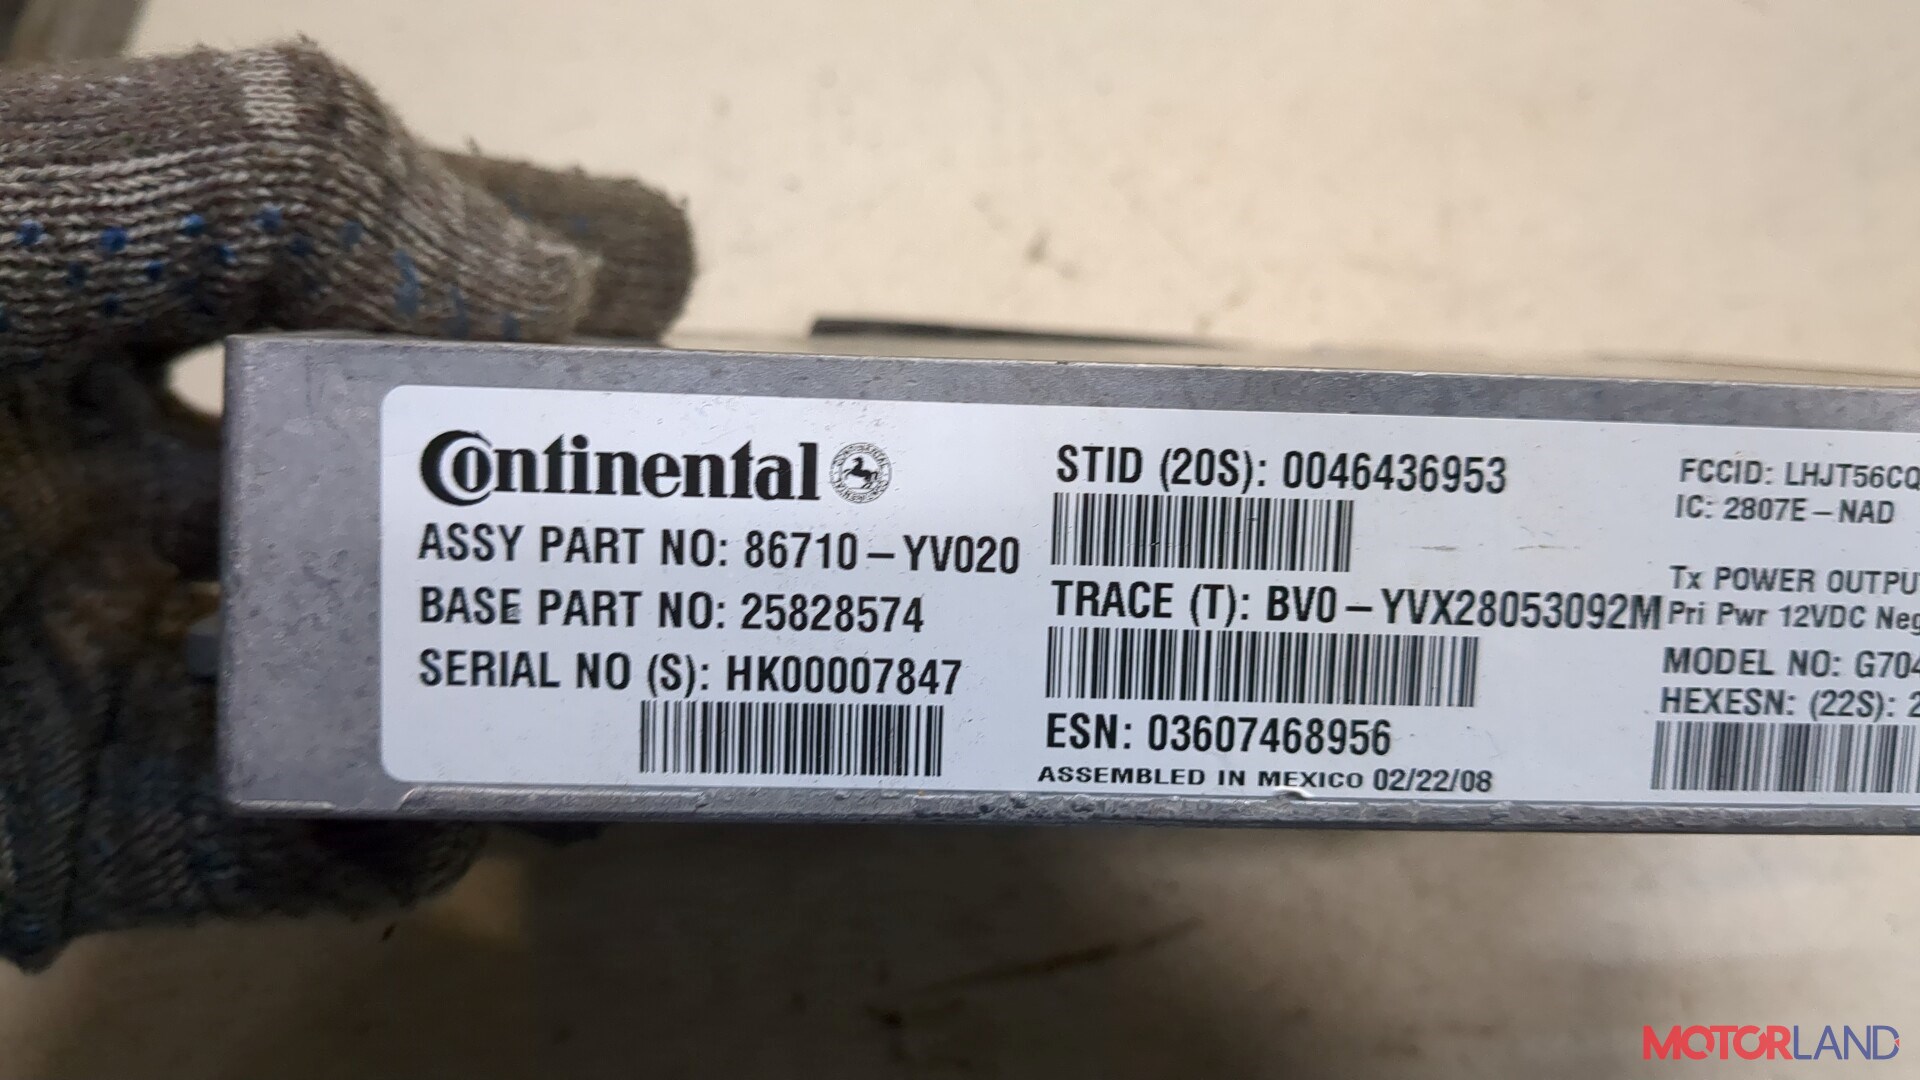 Continental
ASSY PART NO: 86710-YV020
BASE PART NO: 25828574
SERIAL NO (S): HK00007847
STID (20S): 0046436953
TRACE (T): BV0-YVX28053092M
ESN: 03607468956
ASSEMBLED IN MEXICO 02/22/08
FCCID: LHJT56CQ
IC: 2807E-NAD
Tx POWER OUTPU
Pri Pwr 12VDC Neg
MODEL NO: G704
HEXESN: (22S): 2
MOTORLAND